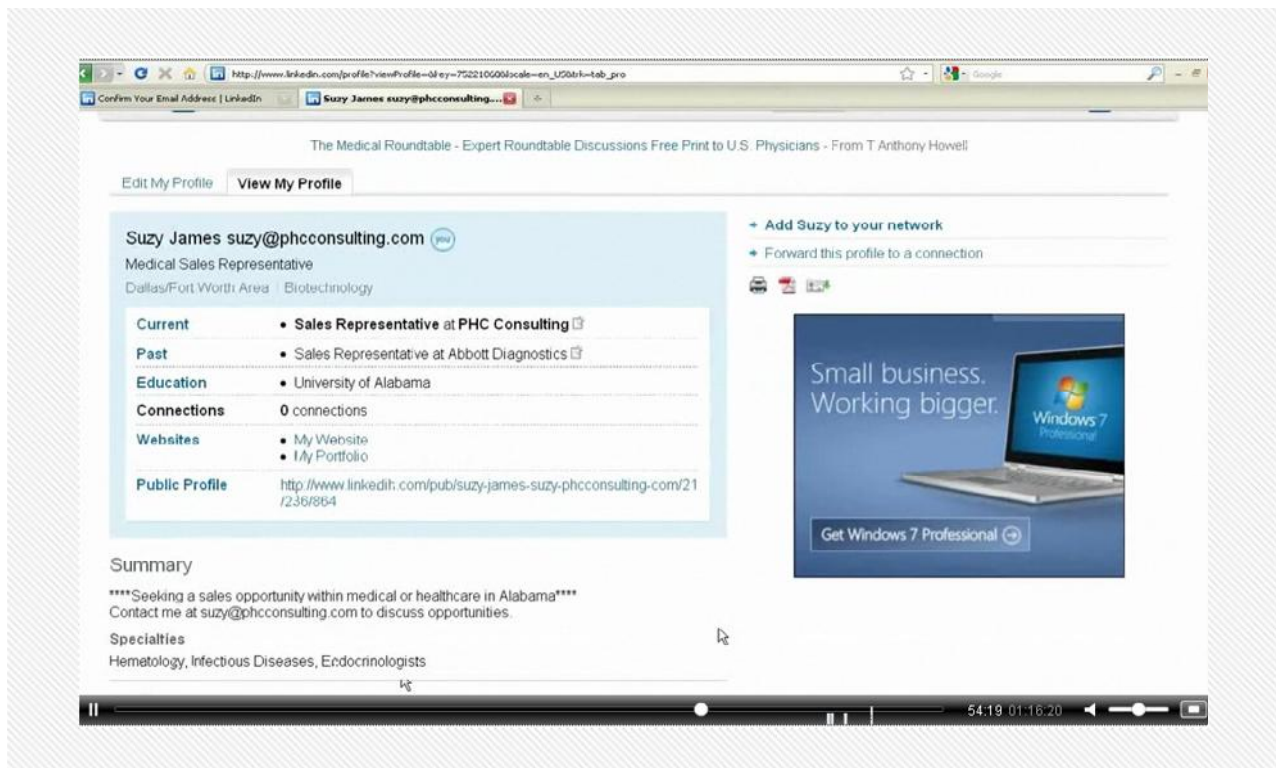 http://www.linkedin.com/profile?viewProfile=&key=75221060&locale=en_US&trk=tab_pro
Google
Confirm Your Email Address | LinkedIn
Suzy James suzy@phcconsulting....
The Medical Roundtable - Expert Roundtable Discussions Free Print to U.S. Physicians - From T Anthony Howell
Edit My Profile View My Profile
Suzy James suzy@phcconsulting.com you
Medical Sales Representative
Dallas/Fort Worth Area | Biotechnology
Current • Sales Representative at PHC Consulting
Past • Sales Representative at Abbott Diagnostics
Education • University of Alabama
Connections 0 connections
Websites • My Website
• My Portfolio
Public Profile http://www.linkedin.com/pub/suzy-james-suzy-phcconsulting-com/21
/236/864
Summary
****Seeking a sales opportunity within medical or healthcare in Alabama****
Contact me at suzy@phcconsulting.com to discuss opportunities.
Specialties
Hematology, Infectious Diseases, Endocrinologists
Add Suzy to your network
Forward this profile to a connection
Small business.
Working bigger.
Windows 7
Professional
Get Windows 7 Professional
54:19 01:16:20